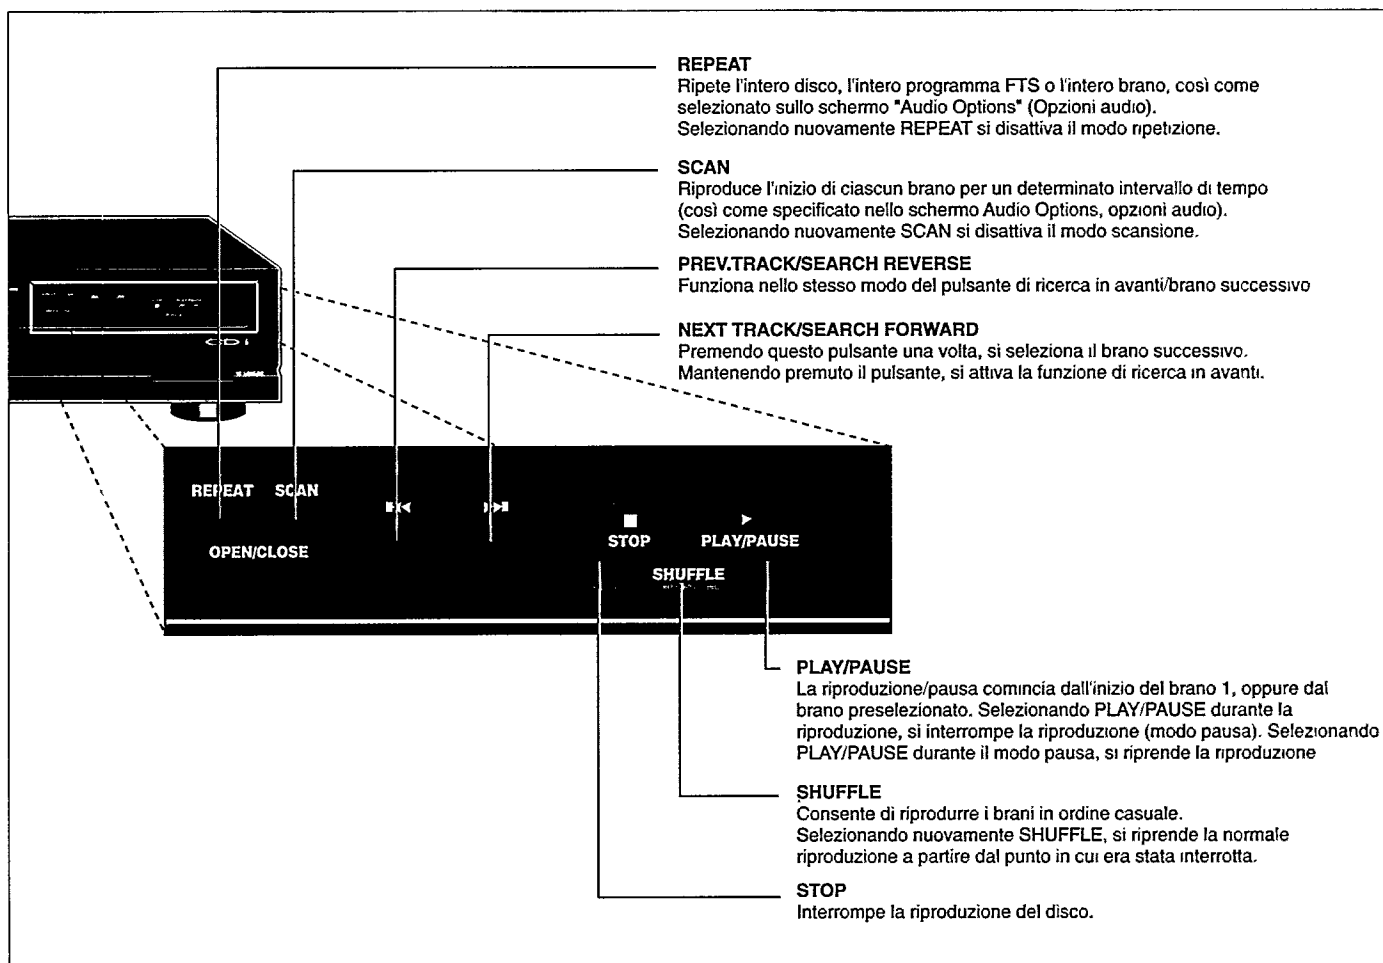 REPEAT
Ripete l'intero disco, l'intero programma FTS o l'intero brano, così come
selezionato sullo schermo "Audio Options" (Opzioni audio).
Selezionando nuovamente REPEAT si disattiva il modo ripetizione.
SCAN
Riproduce l'inizio di ciascun brano per un determinato intervallo di tempo
(così come specificato nello schermo Audio Options, opzioni audio).
Selezionando nuovamente SCAN si disattiva il modo scansione.
PREV.TRACK/SEARCH REVERSE
Funziona nello stesso modo del pulsante di ricerca in avanti/brano successivo
NEXT TRACK/SEARCH FORWARD
Premendo questo pulsante una volta, si seleziona il brano successivo.
Mantenendo premuto il pulsante, si attiva la funzione di ricerca in avanti.
REPEAT SCAN
OPEN/CLOSE
STOP PLAY/PAUSE
SHUFFLE
PLAY/PAUSE
La riproduzione/pausa comincia dall'inizio del brano 1, oppure dal
brano preselezionato. Selezionando PLAY/PAUSE durante la
riproduzione, si interrompe la riproduzione (modo pausa). Selezionando
PLAY/PAUSE durante il modo pausa, si riprende la riproduzione
SHUFFLE
Consente di riprodurre i brani in ordine casuale.
Selezionando nuovamente SHUFFLE, si riprende la normale
riproduzione a partire dal punto in cui era stata interrotta.
STOP
Interrompe la riproduzione del disco.